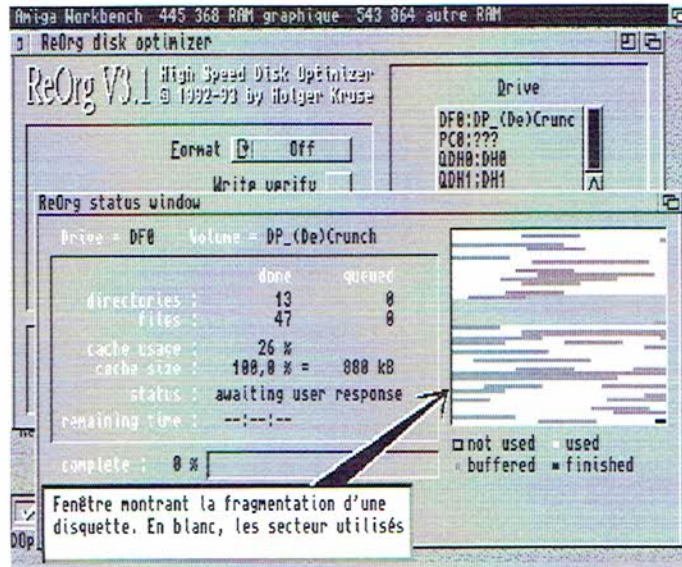 Amiga Workbench 445 368 RAM graphique 543 864 autre RAM
ReOrg disk optimizer
ReOrg V3.1 High Speed Disk Optimizer
© 1992-93 by Holger Kruse
Drive
DF0:DP_(De)Crunc
PC0:???
QDH0:DH0
QDH1:DH1
Format Off
Write verify
ReOrg status window
Drive = DF0 Volume = DP_(De)Crunch
done queued
directories : 13 0
files : 47 0
cache usage : 26 %
cache size : 100,0 % = 880 kB
status : awaiting user response
remaining time : --:--:--
complete : 0 %
not used used
buffered finished
Fenêtre montrant la fragmentation d'une
disquette. En blanc, les secteur utilisés